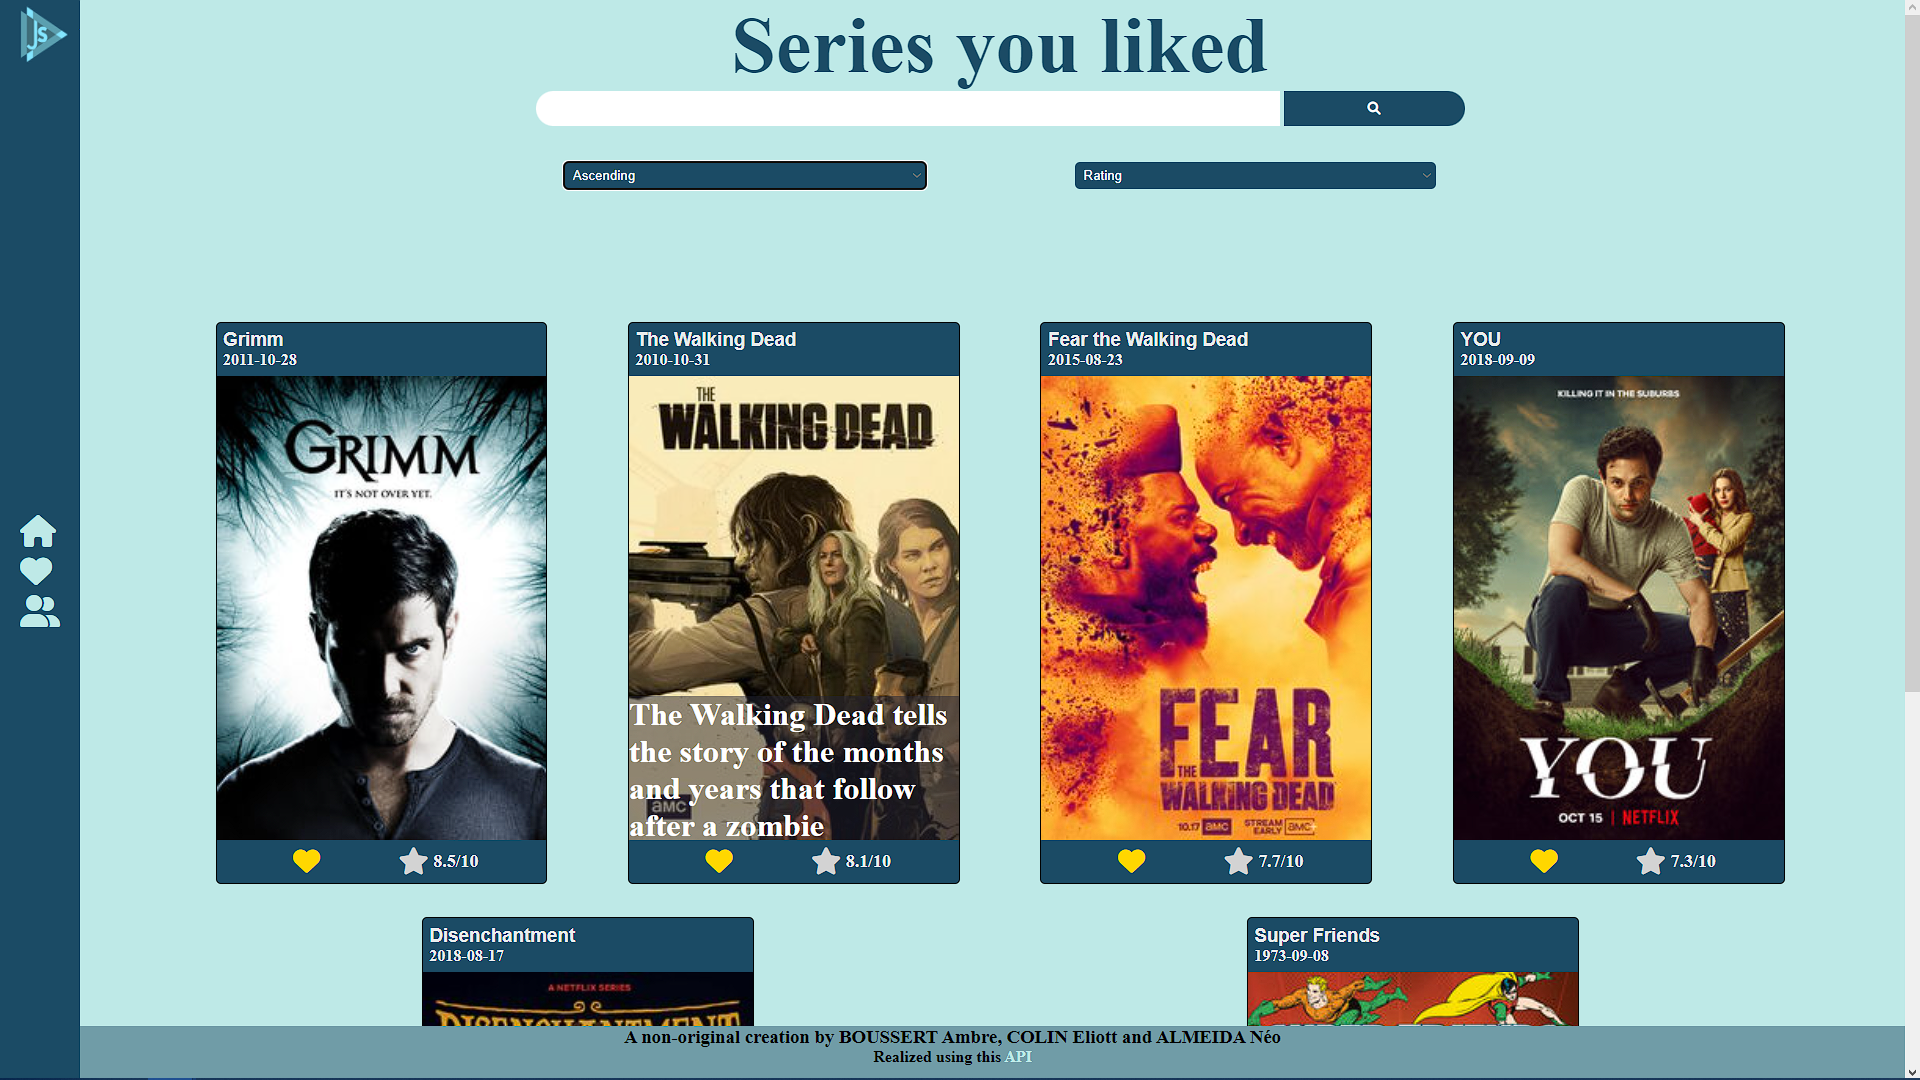 JS
Series you liked
Ascending
Rating
Grimm
2011-10-28
GRIMM
IT'S NOT OVER YET.
8.5/10
The Walking Dead
2010-10-31
THE
WALKING DEAD
The Walking Dead tells
the story of the months
and years that follow
after a zombie
amc
8.1/10
Fear the Walking Dead
2015-08-23
FEAR
THE
WALKING DEAD
10.17 amc STREAM EARLY amc+
7.7/10
YOU
2018-09-09
KILLING IT IN THE SUBURBS
YOU
OCT 15 | NETFLIX
7.3/10
Disenchantment
2018-08-17
A NETFLIX SERIES
DISENCHANTMENT
Super Friends
1973-09-08
A non-original creation by BOUSSERT Ambre, COLIN Eliott and ALMEIDA Néo
Realized using this API